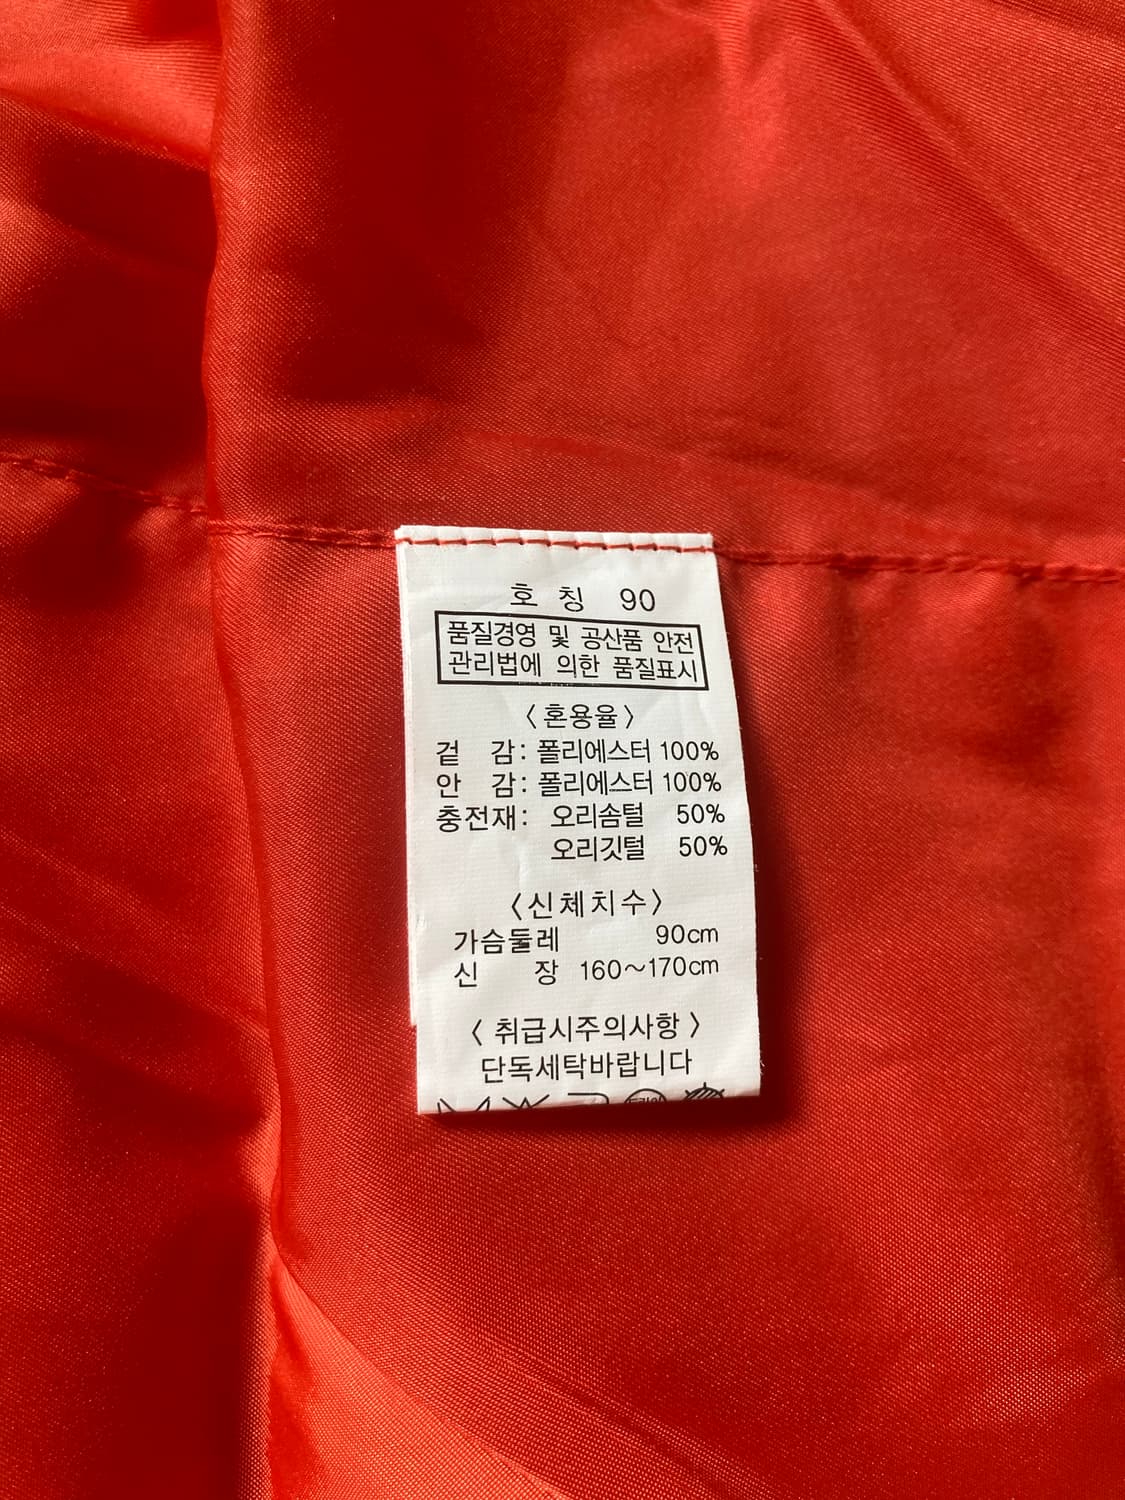 호 칭 90
품질경영 및 공산품 안전
관리법에 의한 품질표시
〈혼용율〉
겉 감: 폴리에스터 100%
안 감: 폴리에스터 100%
충전재: 오리솜털 50%
오리깃털 50%
〈신체치수〉
가슴둘레 90cm
신 장 160~170cm
〈 취급시주의사항 〉
단독세탁바랍니다